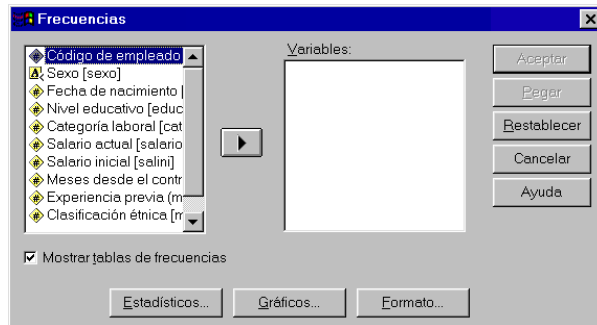 Frecuencias
Código de empleado
Sexo [sexo]
Fecha de nacimiento [
Nivel educativo [educ
Categoría laboral [cat
Salario actual [salario
Salario inicial [salini]
Meses desde el contr
Experiencia previa (m
Clasificación étnica [m
Variables:
Aceptar
Pegar
Restablecer
Cancelar
Ayuda
Mostrar tablas de frecuencias
Estadísticos...
Gráficos...
Formato...